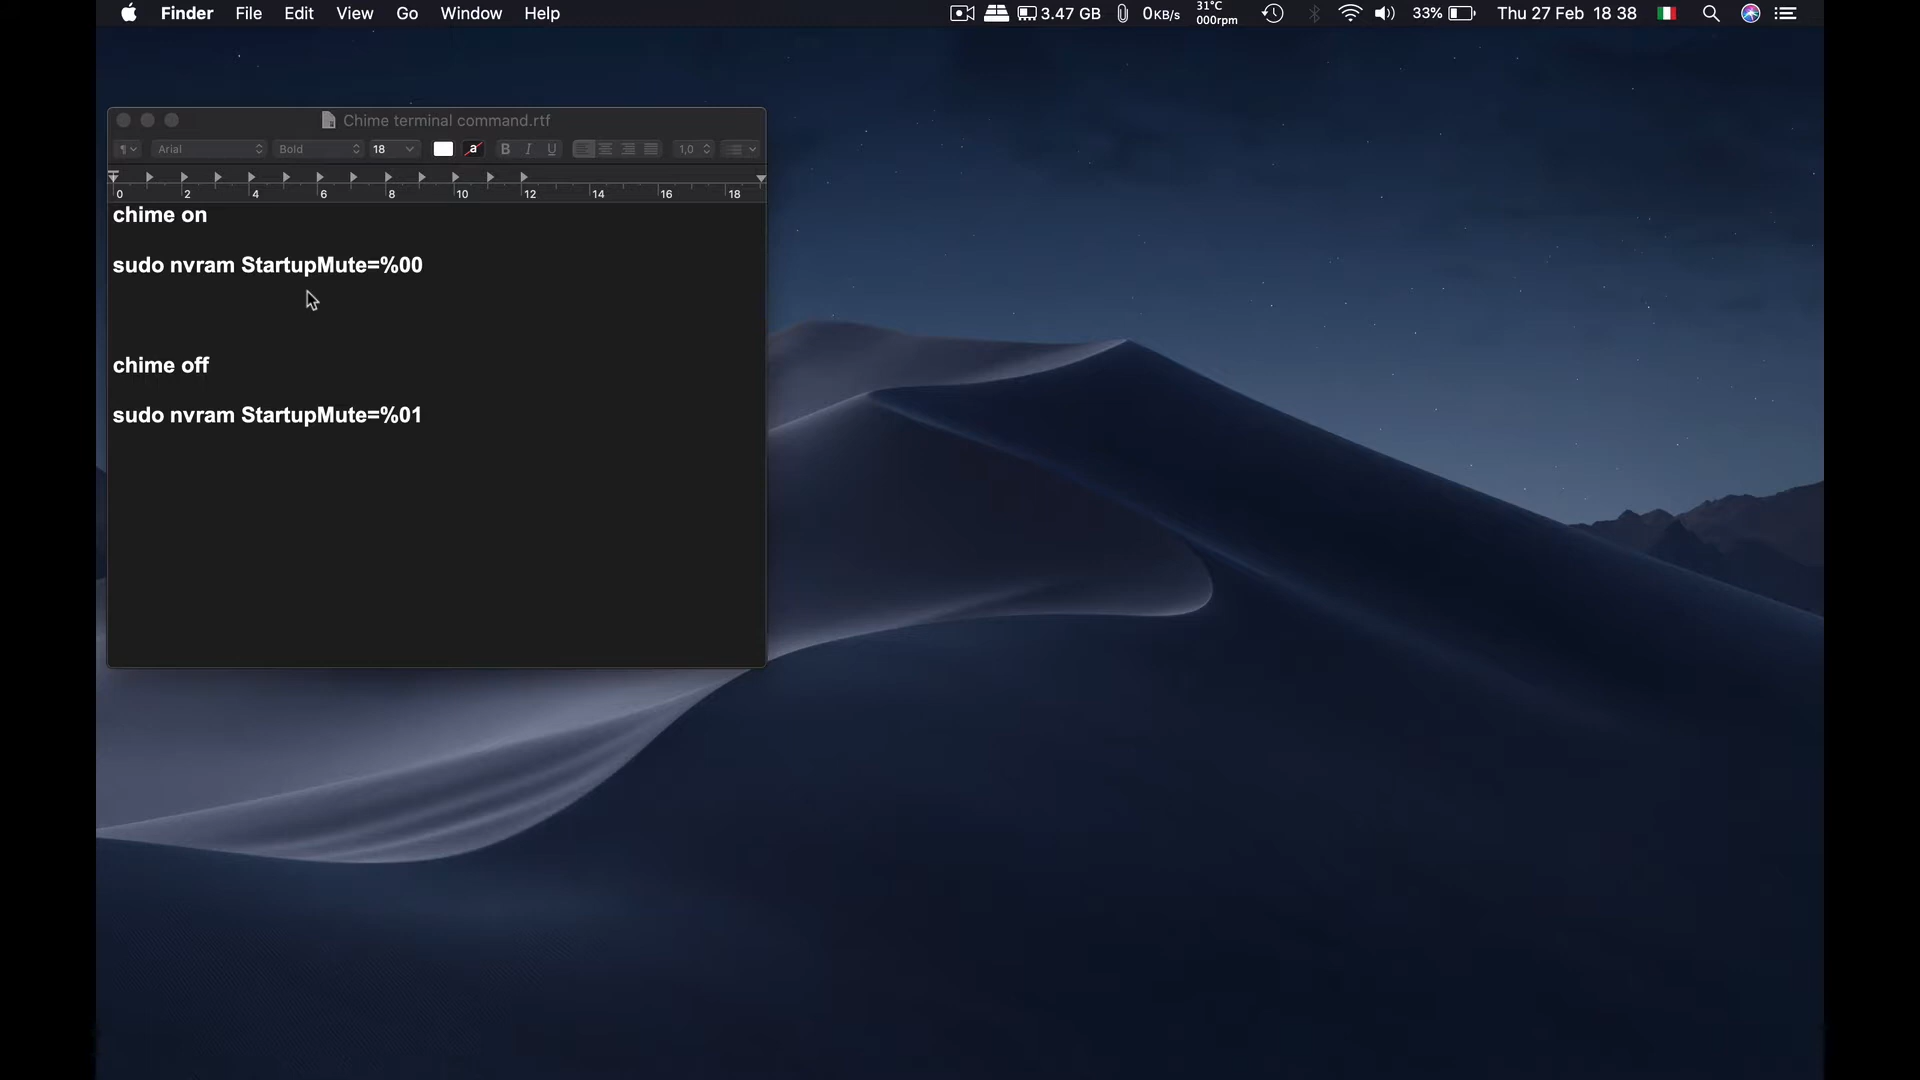 Finder File Edit View Go Window Help 3.47 GB 0KB/s 31°C 000rpm 33% Thu 27 Feb 18 38
Chime terminal command.rtf
¶ Arial Bold 18 a B I U 1,0
0 2 4 6 8 10 12 14 16 18
chime on
sudo nvram StartupMute=%00
chime off
sudo nvram StartupMute=%01